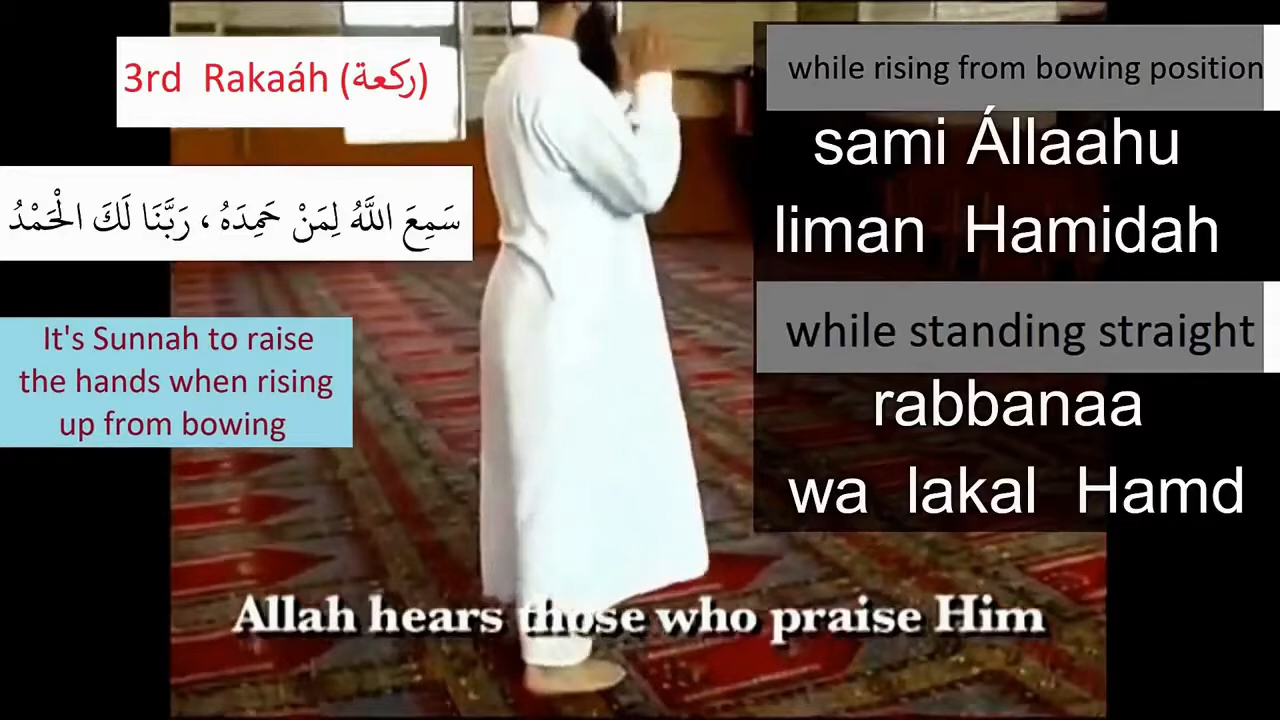 3rd Rakaáh (ركعة)
سَمِعَ اللَّهُ لِمَنْ حَمِدَهُ ، رَبَّنَا لَكَ الْحَمْدُ
It's Sunnah to raise
the hands when rising
up from bowing
while rising from bowing position
sami Állaahu
liman Hamidah
while standing straight
rabbanaa
wa lakal Hamd
Allah hears those who praise Him